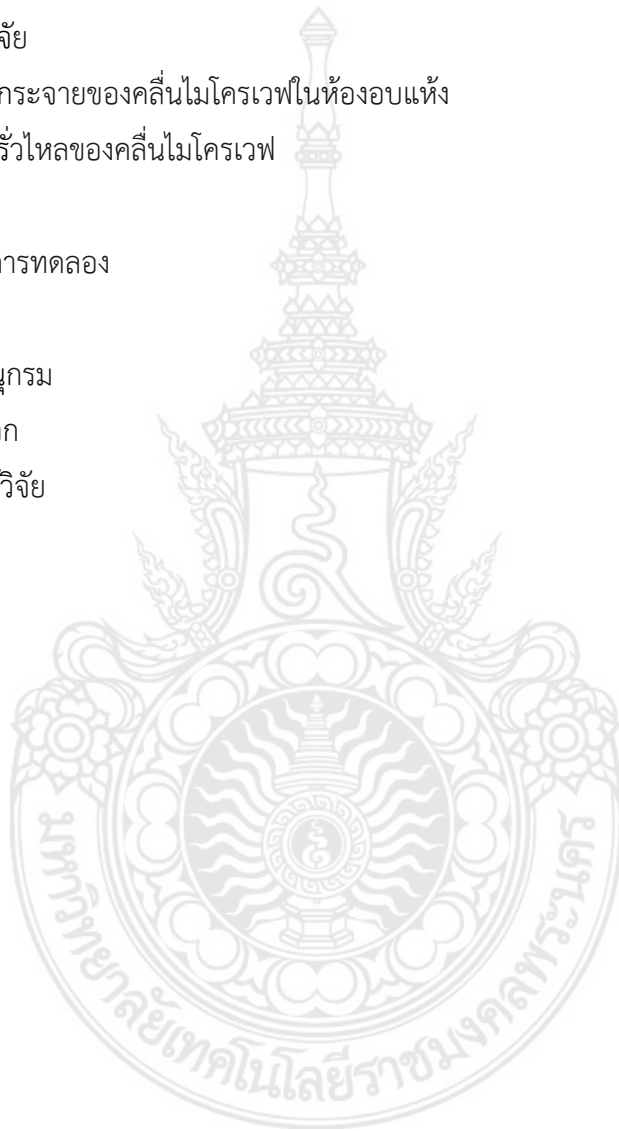 จัย
กระจายของคลื่นไมโครเวฟในห้องอบแห้ง
รั่วไหลของคลื่นไมโครเวฟ
ารทดลอง
นุกรม
วก
วิจัย
มหาวิทยาลัยเทคโนโลยีราชมงคลพระนคร